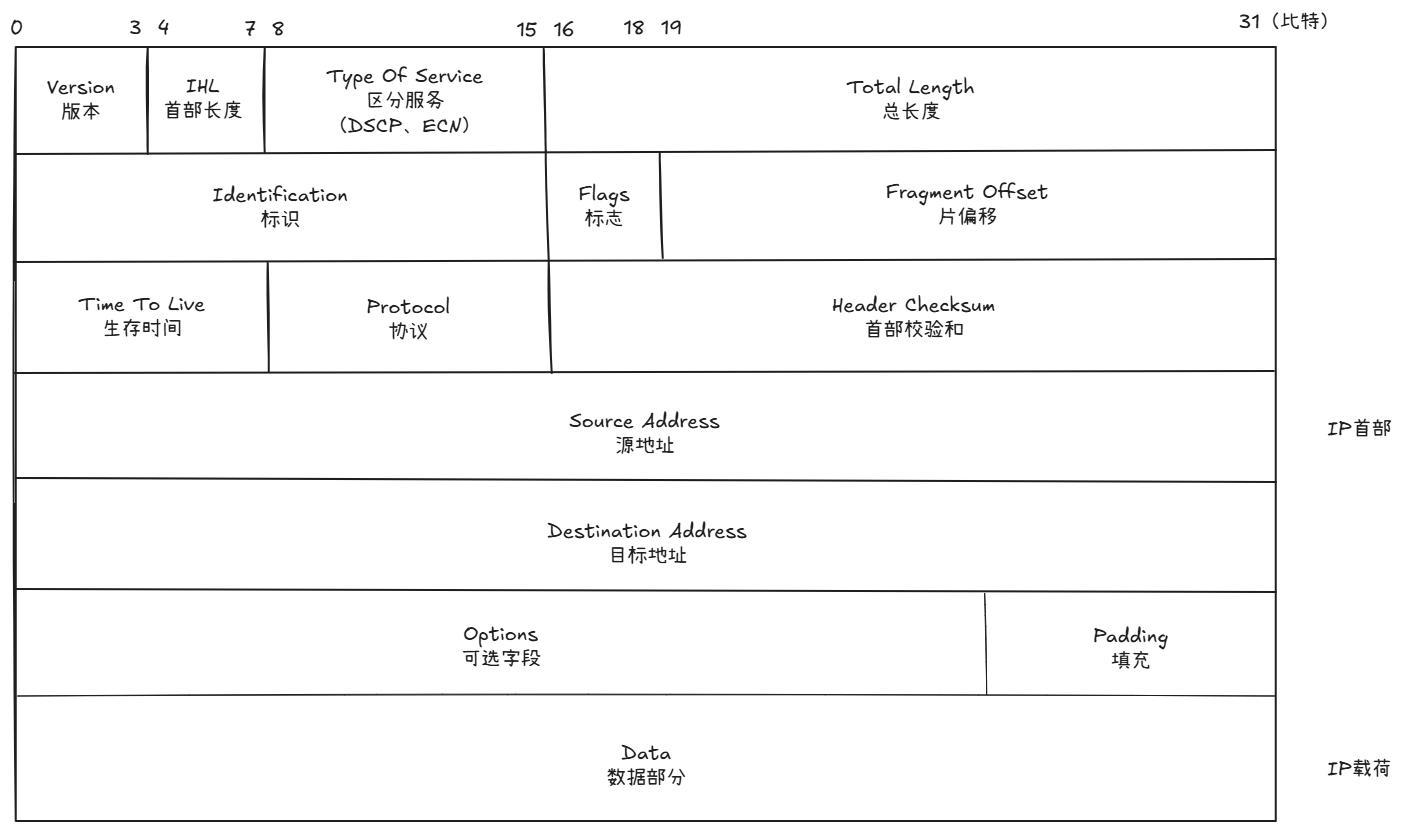 0 3 4 7 8 15 16 18 19 31（比特）
Version
版本
IHL
首部长度
Type Of Service
区分服务
（DSCP、ECN）
Total Length
总长度
Identification
标识
Flags
标志
Fragment Offset
片偏移
Time To Live
生存时间
Protocol
协议
Header Checksum
首部校验和
Source Address
源地址
IP首部
Destination Address
目标地址
Options
可选字段
Padding
填充
Data
数据部分
IP载荷